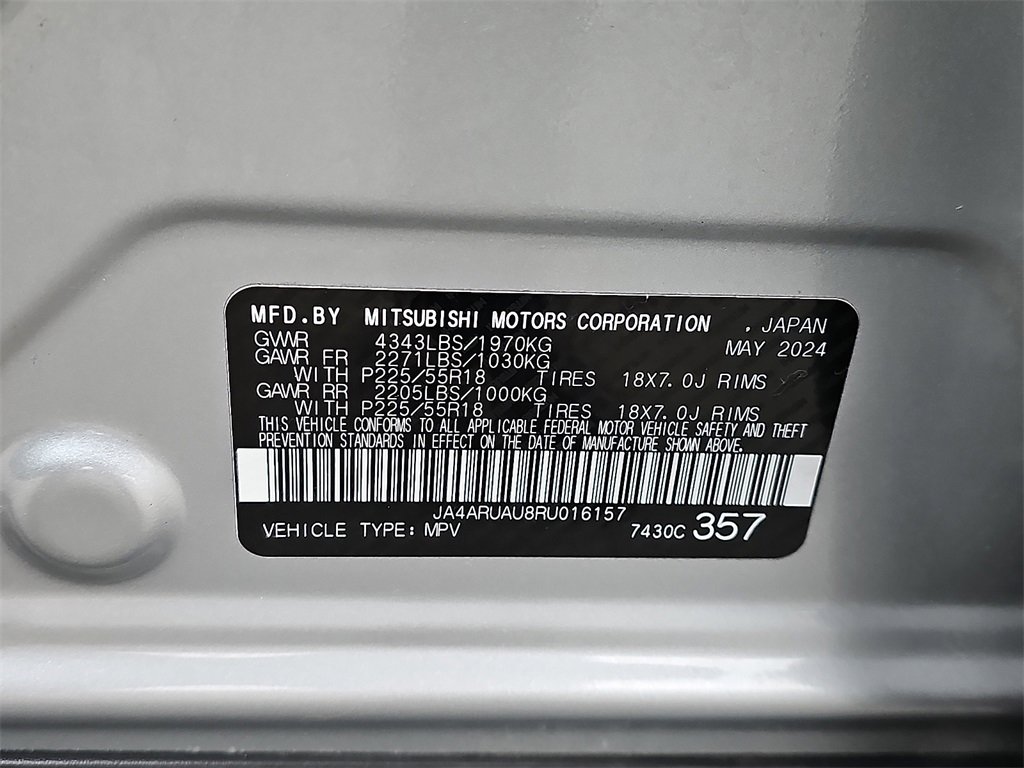 MFD.BY MITSUBISHI MOTORS CORPORATION . JAPAN
GVWR 4343LBS/1970KG MAY 2024
GAWR FR 2271LBS/1030KG
WITH P225/55R18 TIRES 18X7.0J RIMS
GAWR RR 2205LBS/1000KG
WITH P225/55R18 TIRES 18X7.0J RIMS
THIS VEHICLE CONFORMS TO ALL APPLICABLE FEDERAL MOTOR VEHICLE SAFETY AND THEFT
PREVENTION STANDARDS IN EFFECT ON THE DATE OF MANUFACTURE SHOWN ABOVE.
JA4ARUAU8RU016157
VEHICLE TYPE: MPV 7430C 357